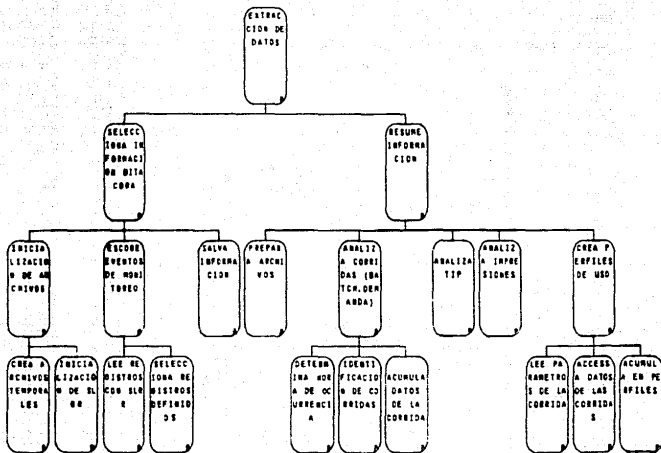 EXTRAC
CION DE
DATOS
SELECC
IONA IN
FORMACI
ON BITA
CORA
RESUME
INFORMA
CION
INICIA
LIZACIO
N DE AR
CHIVOS
ESCOGE
EVENTOS
DE MONI
TOREO
SALVA
INFORMA
CION
PREPAR
A ARCHI
VOS
ANALIZ
A CORRI
DAS (BA
TCH,DEM
ANDA)
ANALIZA
TIP
ANALIZ
A IMPRE
SIONES
CREA P
ERFILES
DE USO
CREA A
RCHIVOS
TEMPORA
LES
INICIA
LIZACIO
N DE SL
BR
LEE RE
GISTROS
CON SLB
R
SELECC
IONA RE
GISTROS
DEFINID
OS
DETERM
INA HORA
DE OC
URRENCI
A
IDENTI
FICACIO
N DE CO
RRIDAS
ACUMULA
DATOS
DE LA
CORRIDA
LEE PA
RAMETRO
S DE LA
CORRIDA
ACCESS
A DATOS
DE LAS
CORRIDA
S
ACUMUL
A EN PE
RFILES